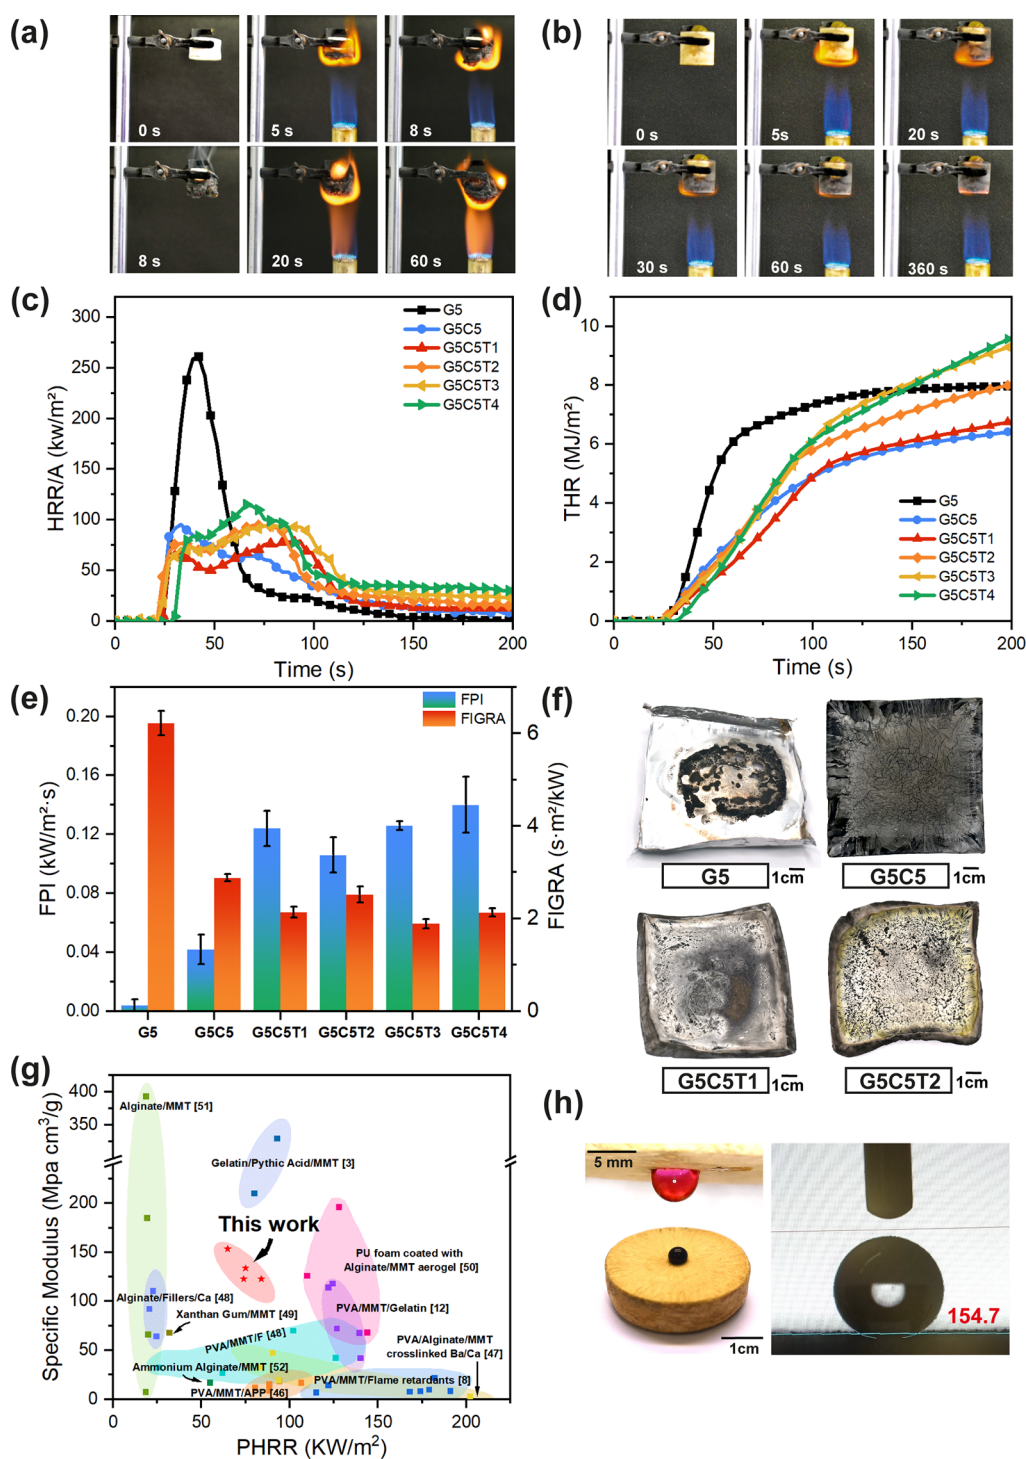 (a)
0 s
5 s
8 s
8 s
20 s
60 s
(b)
0 s
5s
20 s
30 s
60 s
360 s
(c)
HRR/A (kw/m²)
300
250
200
150
100
50
0
0
50
100
150
200
Time (s)
G5
G5C5
G5C5T1
G5C5T2
G5C5T3
G5C5T4
(d)
THR (MJ/m²)
10
8
6
4
2
0
0
50
100
150
200
Time (s)
G5
G5C5
G5C5T1
G5C5T2
G5C5T3
G5C5T4
(e)
FPI (kW/m²·s)
0.20
0.16
0.12
0.08
0.04
0.00
FPI
FIGRA
6
4
2
0
FIGRA (s·m²/kW)
G5
G5C5
G5C5T1
G5C5T2
G5C5T3
G5C5T4
(f)
G5
1cm
G5C5
1cm
G5C5T1
1cm
G5C5T2
1cm
(g)
Specific Modulus (Mpa cm³/g)
400
350
300
200
150
100
50
0
0
50
100
150
200
PHRR (KW/m²)
Alginate/MMT [51]
Gelatin/Pythic Acid/MMT [3]
This work
PU foam coated with
Alginate/MMT aerogel [50]
Alginate/Fillers/Ca [48]
Xanthan Gum/MMT [49]
PVA/MMT/Gelatin [12]
PVA/MMT/F [48]
PVA/Alginate/MMT
crosslinked Ba/Ca [47]
Ammonium Alginate/MMT [52]
PVA/MMT/Flame retardants [8]
PVA/MMT/APP [46]
(h)
5 mm
1cm
154.7